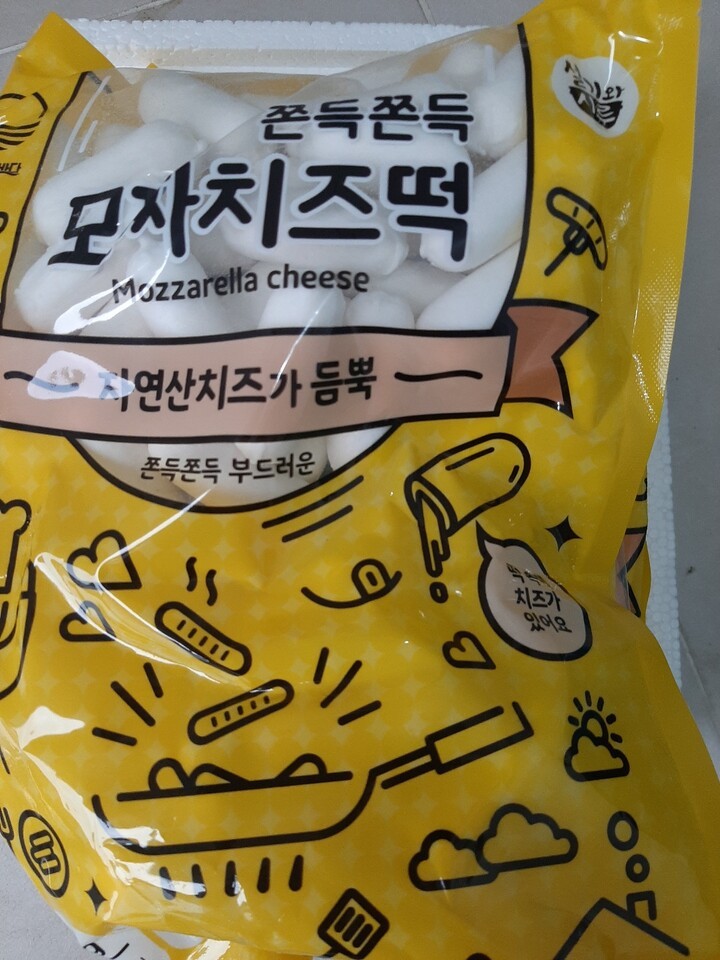 쫀득쫀득
모자치즈떡
Mozzarella cheese
자연산치즈가 듬뿍
쫀득쫀득 부드러운
치즈가
있어요